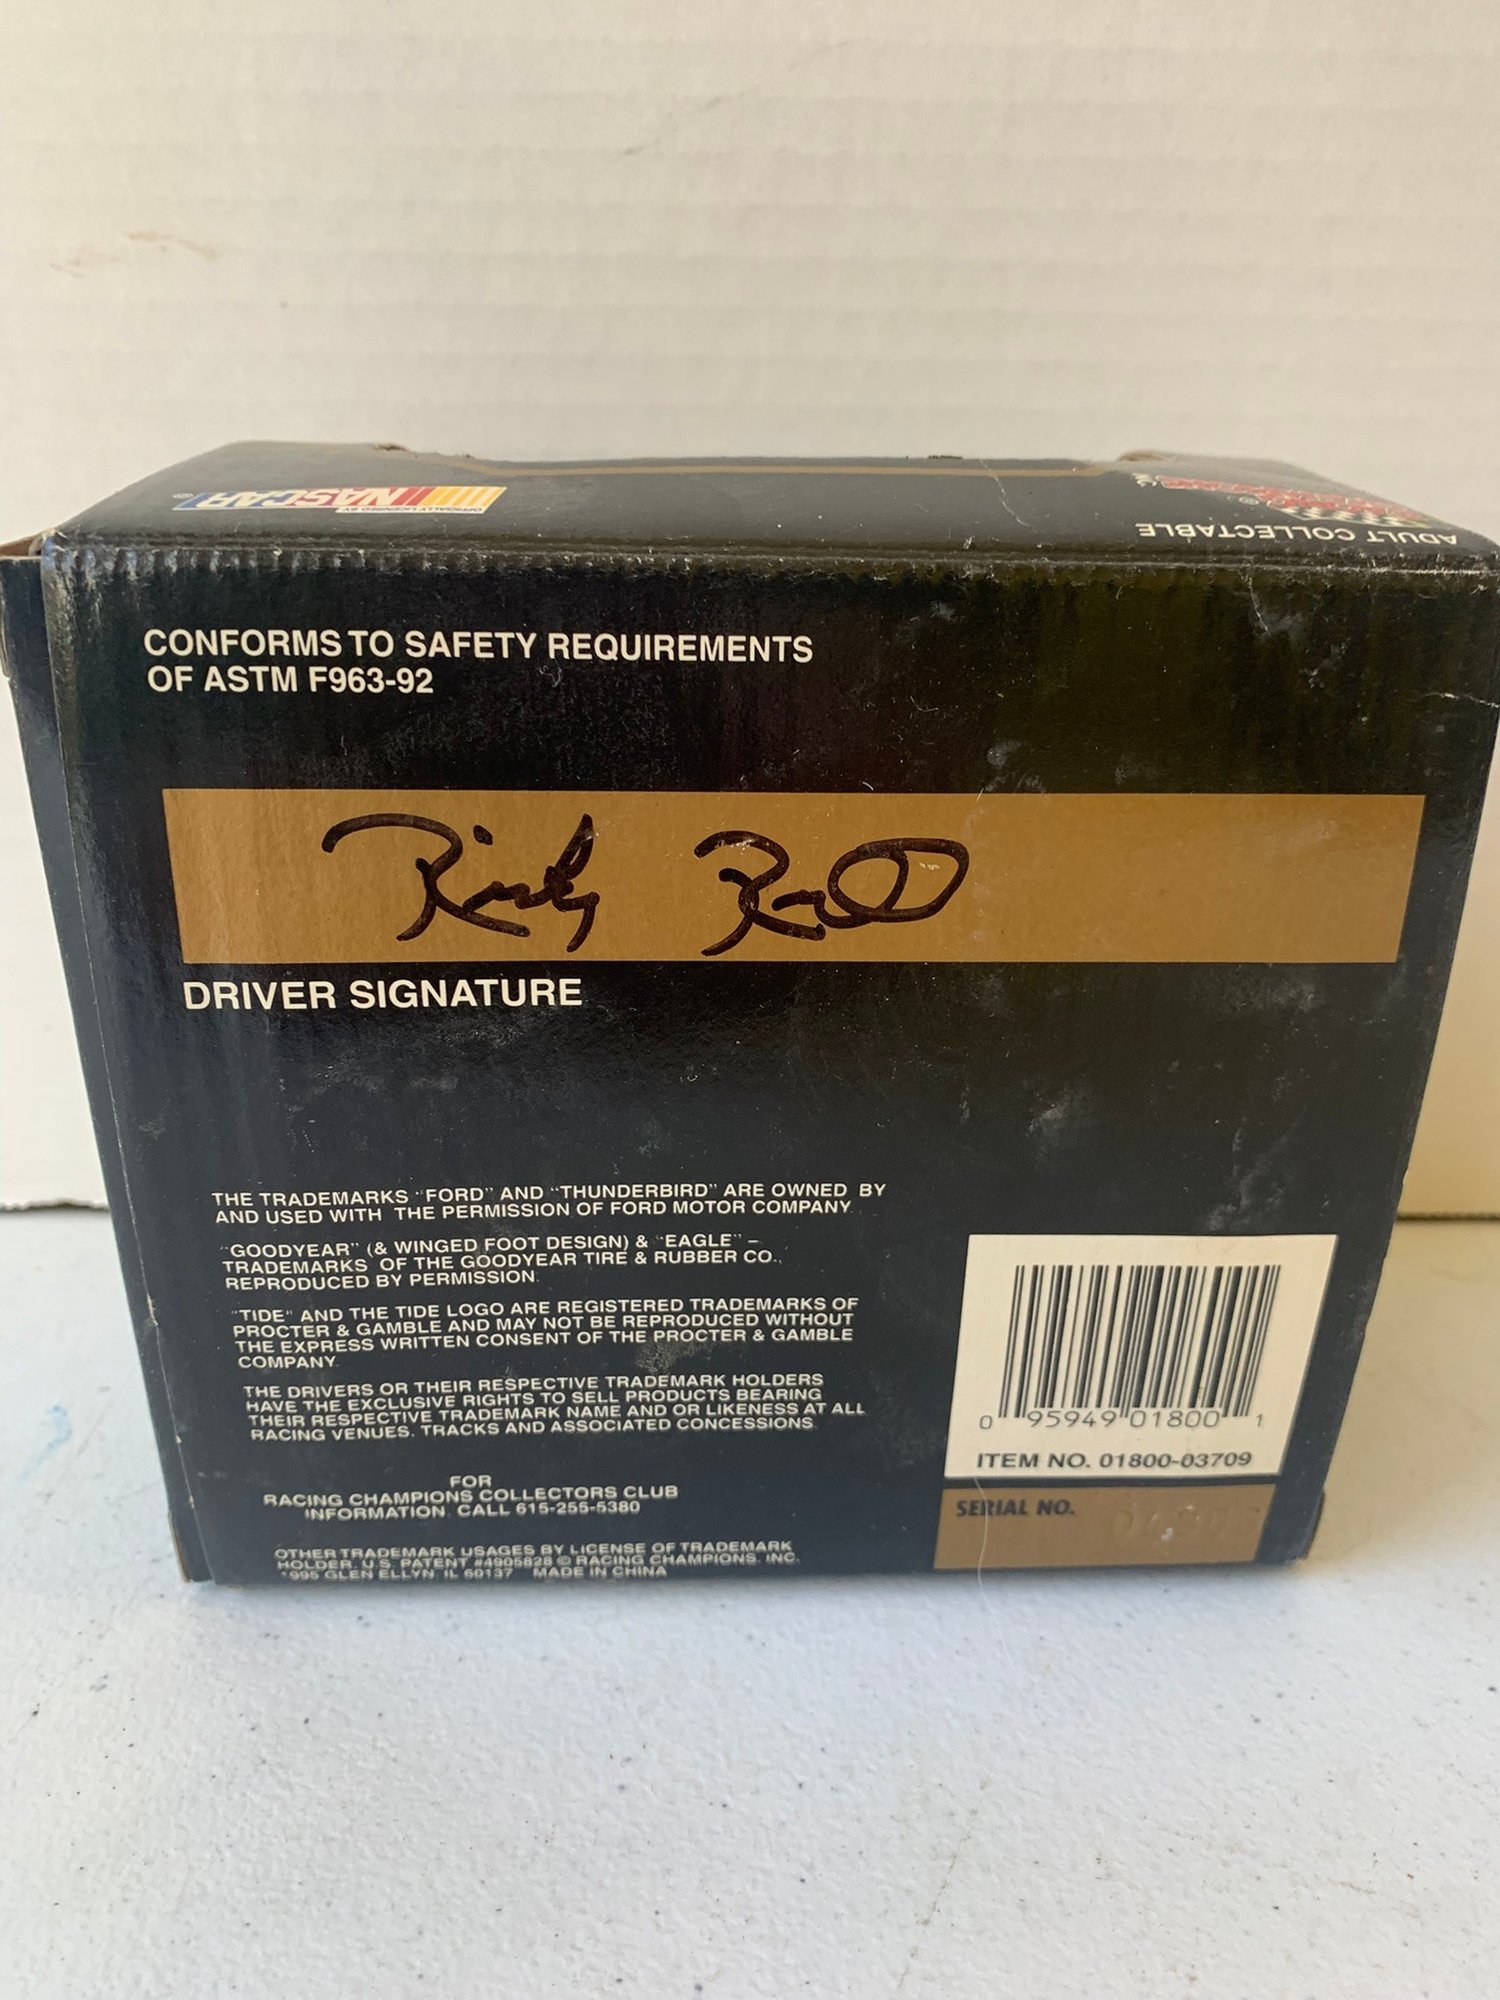 OFFICIALLY LICENSED BY
NASCAR®
ADULT COLLECTABLE
CONFORMS TO SAFETY REQUIREMENTS
OF ASTM F963-92
Ricky
DRIVER SIGNATURE
THE TRADEMARKS "FORD" AND "THUNDERBIRD" ARE OWNED BY
AND USED WITH THE PERMISSION OF FORD MOTOR COMPANY
"GOODYEAR" (& WINGED FOOT DESIGN) & "EAGLE" –
TRADEMARKS OF THE GOODYEAR TIRE & RUBBER CO.,
REPRODUCED BY PERMISSION.
"TIDE" AND THE TIDE LOGO ARE REGISTERED TRADEMARKS OF
PROCTER & GAMBLE AND MAY NOT BE REPRODUCED WITHOUT
THE EXPRESS WRITTEN CONSENT OF THE PROCTER & GAMBLE
COMPANY.
THE DRIVERS OR THEIR RESPECTIVE TRADEMARK HOLDERS
HAVE THE EXCLUSIVE RIGHTS TO SELL PRODUCTS BEARING
THEIR RESPECTIVE TRADEMARK NAME AND OR LIKENESS AT ALL
RACING VENUES, TRACKS AND ASSOCIATED CONCESSIONS.
FOR
RACING CHAMPIONS COLLECTORS CLUB
INFORMATION CALL 615-255-5380
OTHER TRADEMARK USAGES BY LICENSE OF TRADEMARK
HOLDER. U.S. PATENT #4905828 © RACING CHAMPIONS, INC.
1995 GLEN ELLYN, IL 60137 MADE IN CHINA
0 95949 01800 1
ITEM NO. 01800-03709
SERIAL NO.